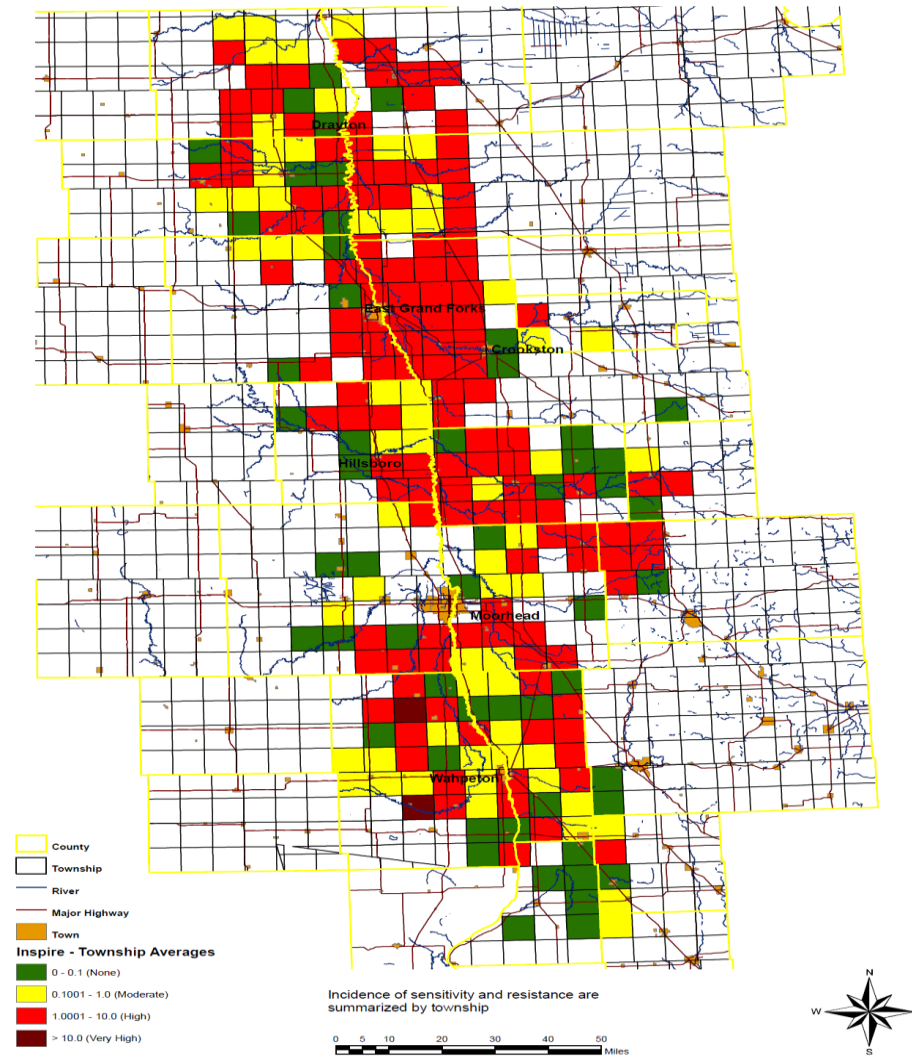 Drayton
East Grand Forks
Crookston
Hillsboro
Moorhead
Wahpeton
County
Township
River
Major Highway
Town
Inspire - Township Averages
0 - 0.1 (None)
0.1001 - 1.0 (Moderate)
1.0001 - 10.0 (High)
> 10.0 (Very High)
Incidence of sensitivity and resistance are
summarized by township
0 5 10 20 30 40 50
Miles
N
W
S